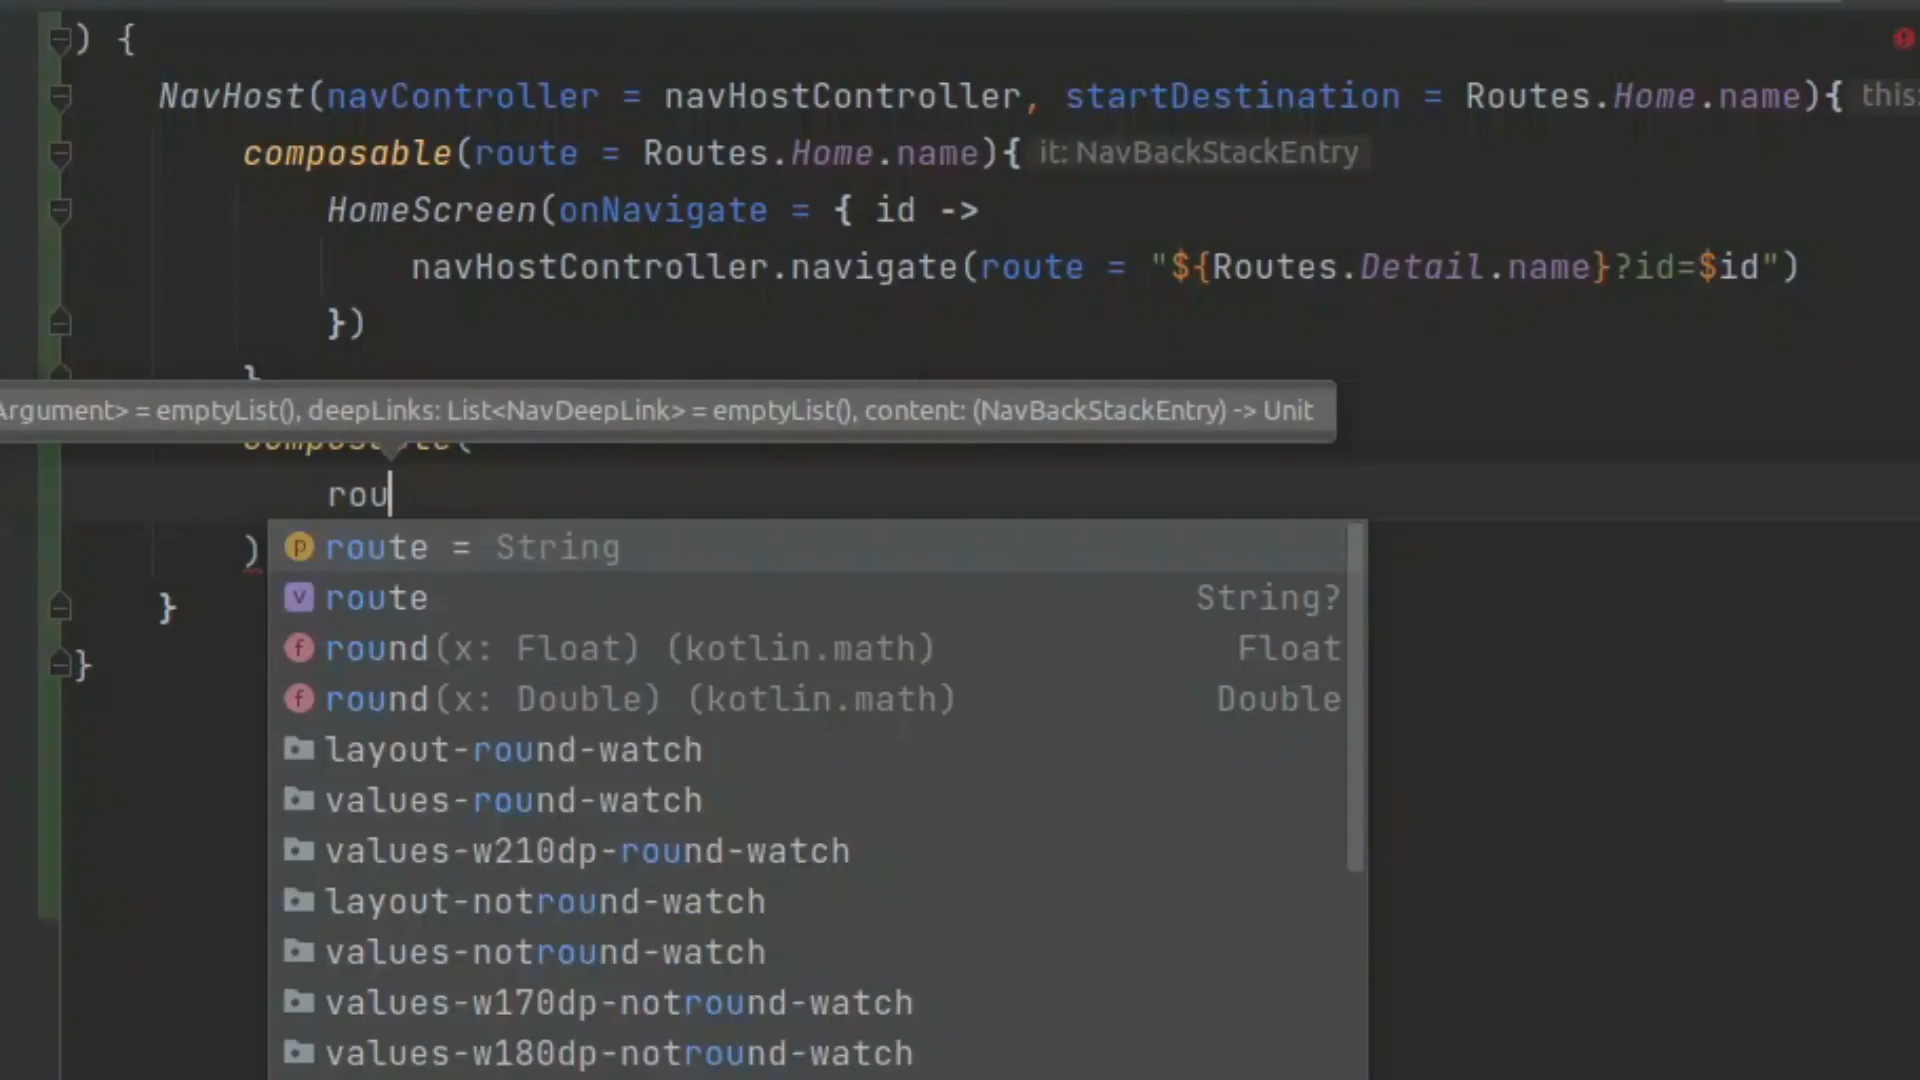 ) {
NavHost(navController = navHostController, startDestination = Routes.Home.name){ this:
composable(route = Routes.Home.name){ it: NavBackStackEntry
HomeScreen(onNavigate = { id ->
navHostController.navigate(route = "${Routes.Detail.name}?id=$id")
})
}
Argument> = emptyList(), deepLinks: List<NavDeepLink> = emptyList(), content: (NavBackStackEntry) -> Unit
composable(
rou
)
route = String
route String?
round(x: Float) (kotlin.math) Float
round(x: Double) (kotlin.math) Double
layout-round-watch
values-round-watch
values-w210dp-round-watch
layout-notround-watch
values-notround-watch
values-w170dp-notround-watch
values-w180dp-notround-watch
}
}